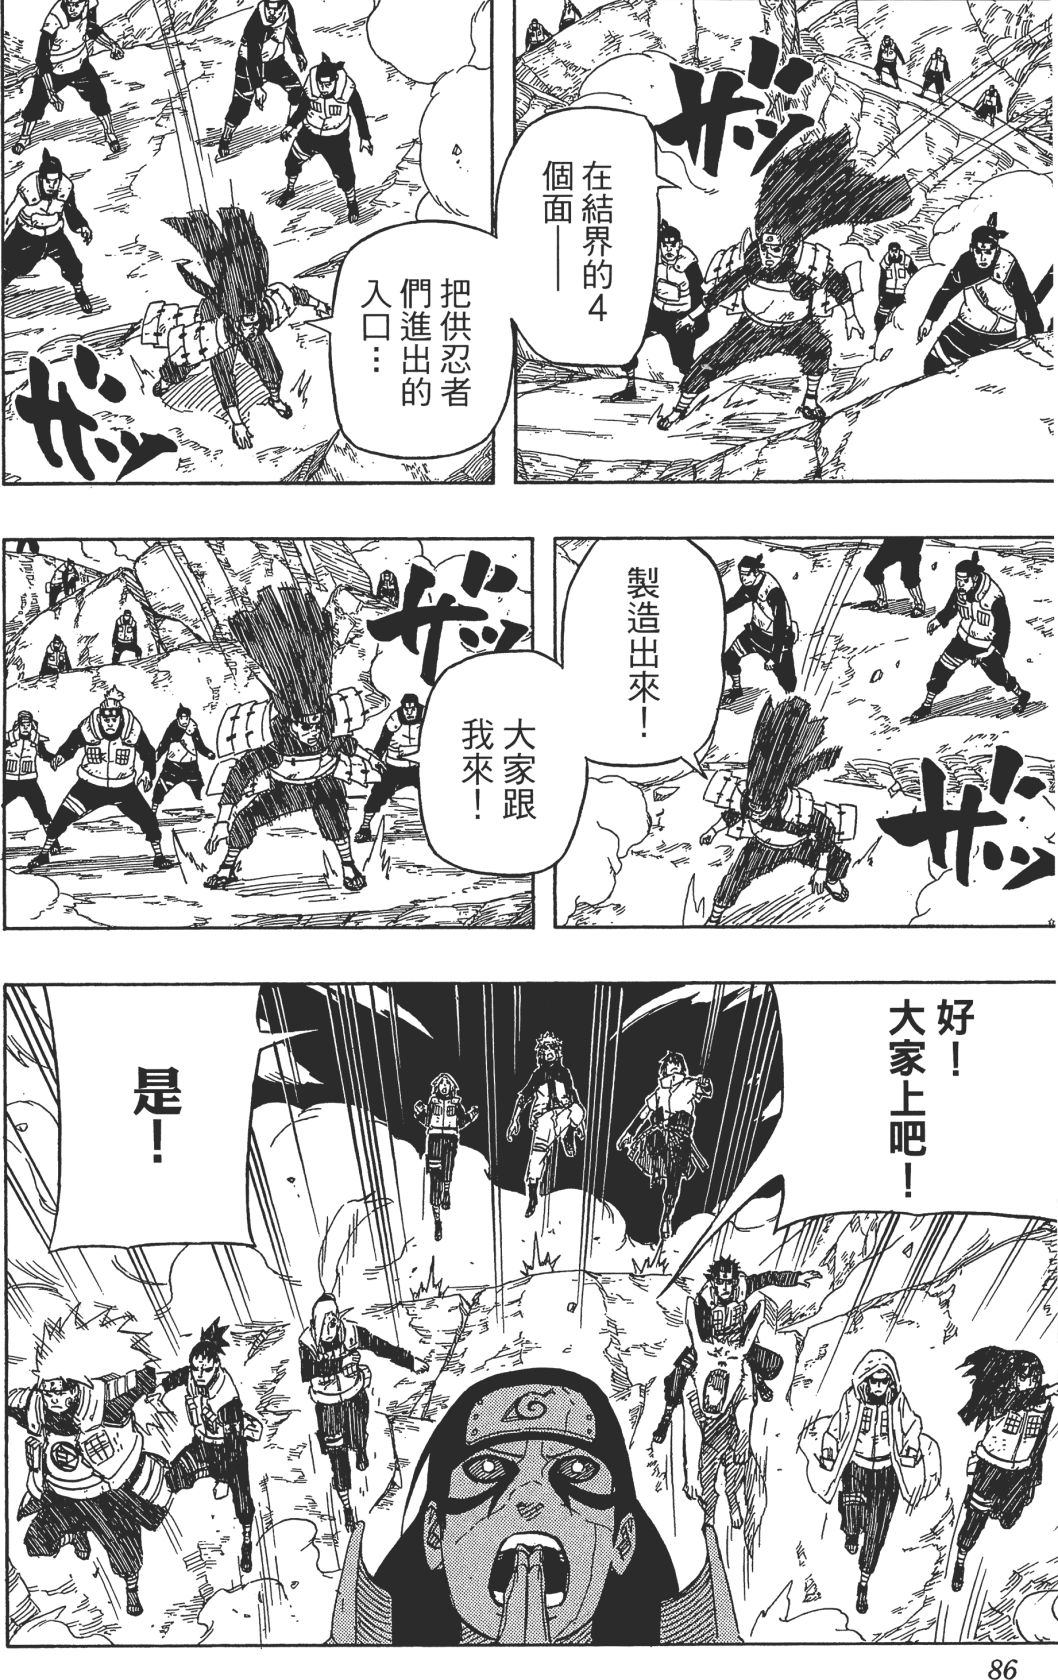 ザッ
在結界的4
個面——
把供忍者
們進出的
入口…
ザッ
製造出來！
ザッ
ザッ
大家跟
我來！
好！
大家上吧！
是！
86